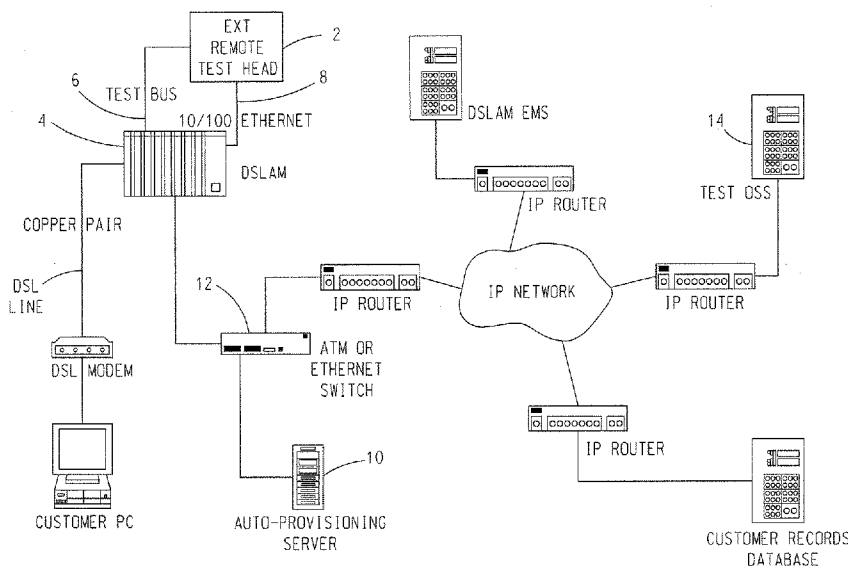 EXT
REMOTE
TEST HEAD
2
6
TEST BUS
8
4
10/100 ETHERNET
DSLAM
DSLAM EMS
14
TEST OSS
COPPER PAIR
IP ROUTER
DSL
LINE
12
IP ROUTER
IP NETWORK
IP ROUTER
ATM OR
ETHERNET
SWITCH
DSL MODEM
IP ROUTER
10
CUSTOMER PC
AUTO-PROVISIONING
SERVER
CUSTOMER RECORDS
DATABASE